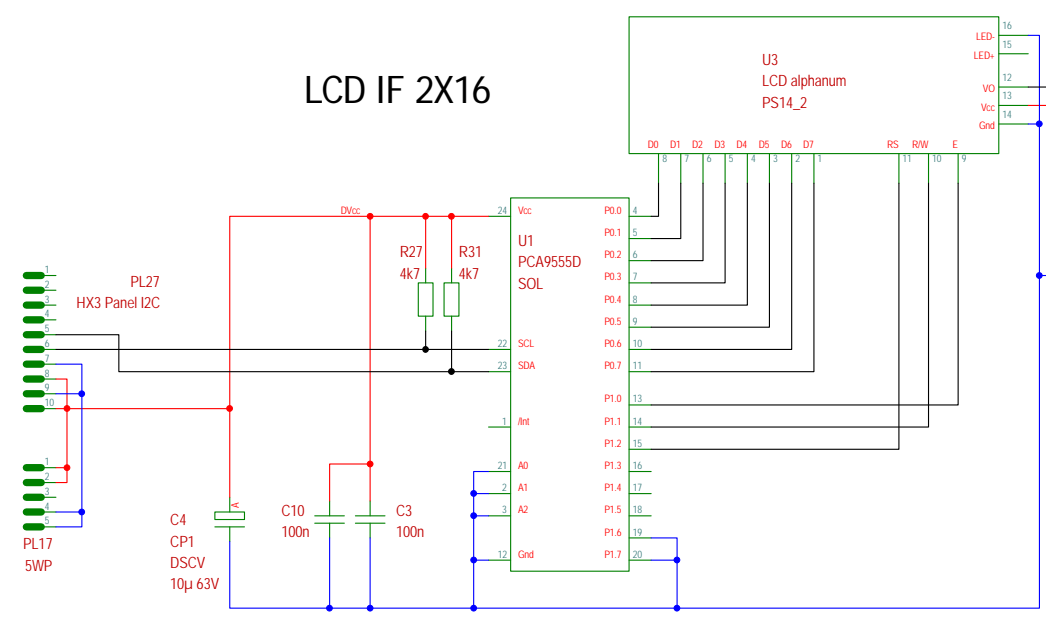 LCD IF 2X16
U3
LCD alphanum
PS14_2
LED-
16
LED+
15
VO
12
Vcc
13
Gnd
14
D0 D1 D2 D3 D4 D5 D6 D7 RS R/W E
8 7 6 5 4 3 2 1 11 10 9
DVcc
U1
PCA9555D
SOL
24 Vcc
22 SCL
23 SDA
1 /Int
21 A0
2 A1
3 A2
12 Gnd
P0.0 4
P0.1 5
P0.2 6
P0.3 7
P0.4 8
P0.5 9
P0.6 10
P0.7 11
P1.0 13
P1.1 14
P1.2 15
P1.3 16
P1.4 17
P1.5 18
P1.6 19
P1.7 20
R27
4k7
R31
4k7
PL27
HX3 Panel I2C
1
2
3
4
5
6
7
8
9
10
1
2
3
4
5
PL17
5WP
A
C4
CP1
DSCV
10µ 63V
C10
100n
C3
100n